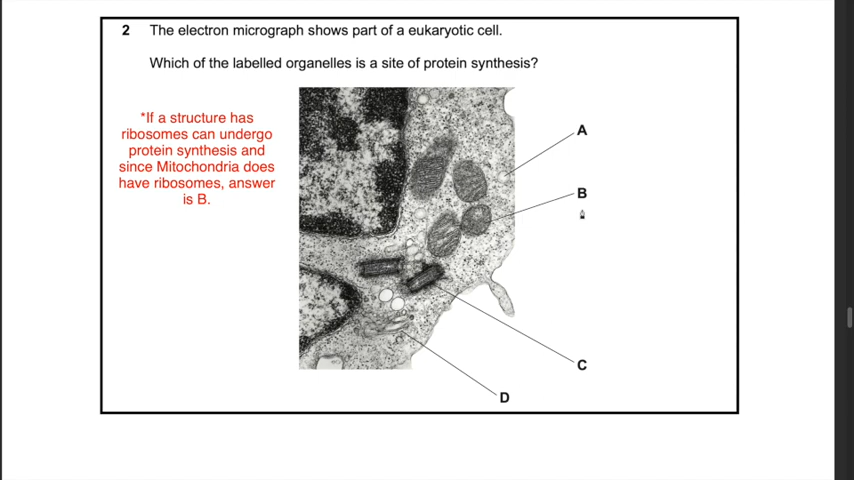 2 The electron micrograph shows part of a eukaryotic cell.
Which of the labelled organelles is a site of protein synthesis?
*If a structure has
ribosomes can undergo
protein synthesis and
since Mitochondria does
have ribosomes, answer
is B.
A
B
C
D